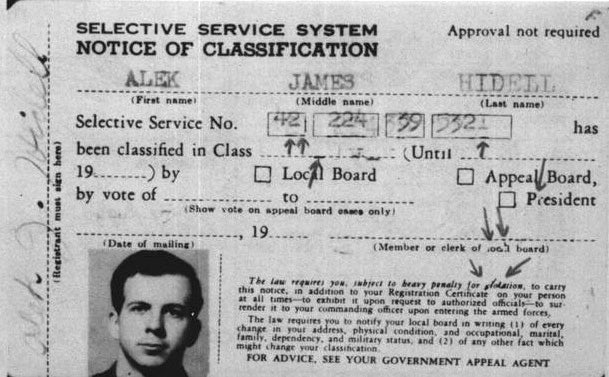 SELECTIVE SERVICE SYSTEM Approval not required
NOTICE OF CLASSIFICATION
ALEK JAMES HIDELL
(First name) (Middle name) (Last name)
Selective Service No. 42 224 39 5321 has
been classified in Class (Until
19 ) by Local Board Appeal Board,
by vote of to President
(Show vote on appeal board cases only)
, 19
(Date of mailing) (Member or clerk of local board)
(Registrant must sign here)
The law requires you, subject to heavy penalty for violation, to carry
this notice, in addition to your Registration Certificate on your person
at all times—to exhibit it upon request to authorized officials—to sur-
render it to your commanding officer upon entering the armed forces.
The law requires you to notify your local board in writing (1) of every
change in your address, physical condition, and occupational, marital,
family, dependency, and military status, and (2) of any other fact which
might change your classification.
FOR ADVICE, SEE YOUR GOVERNMENT APPEAL AGENT